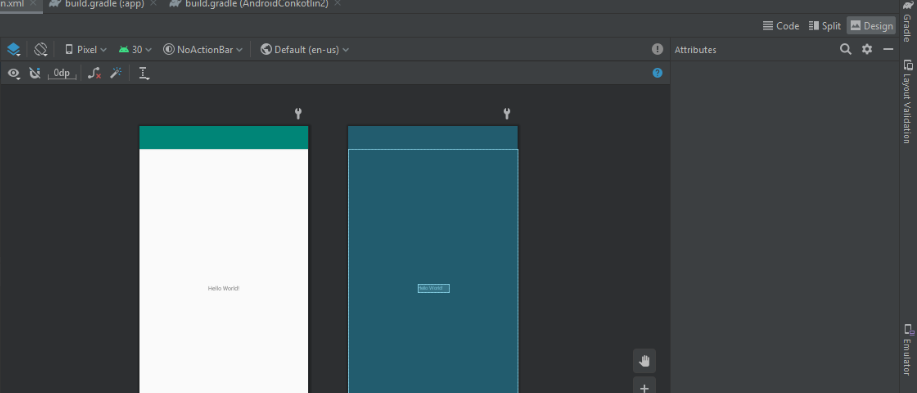 n.xml build.gradle (:app) build.gradle (AndroidConkotlin2)
Code Split Design
Pixel 30 NoActionBar Default (en-us) Attributes
0dp
Hello World!
Hello World!
Gradle
Layout Validation
Emulator